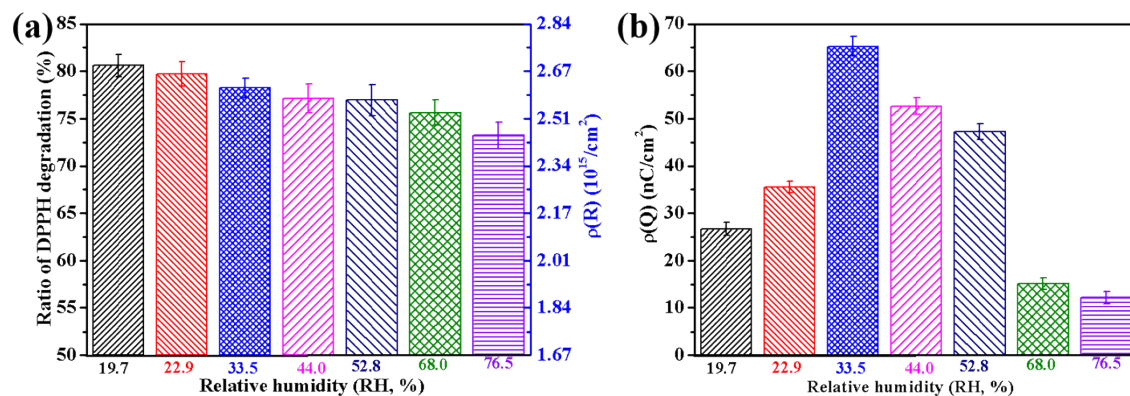 (a)
Ratio of DPPH degradation (%)
85
80
75
70
65
60
55
50
2.84
2.67
2.51
2.34
2.17
2.01
1.84
1.67
ρ(R) (10¹⁵/cm²)
19.7 22.9 33.5 44.0 52.8 68.0 76.5
Relative humidity (RH, %)
(b)
ρ(Q) (nC/cm²)
70
60
50
40
30
20
10
0
19.7 22.9 33.5 44.0 52.8 68.0 76.5
Relative humidity (RH, %)